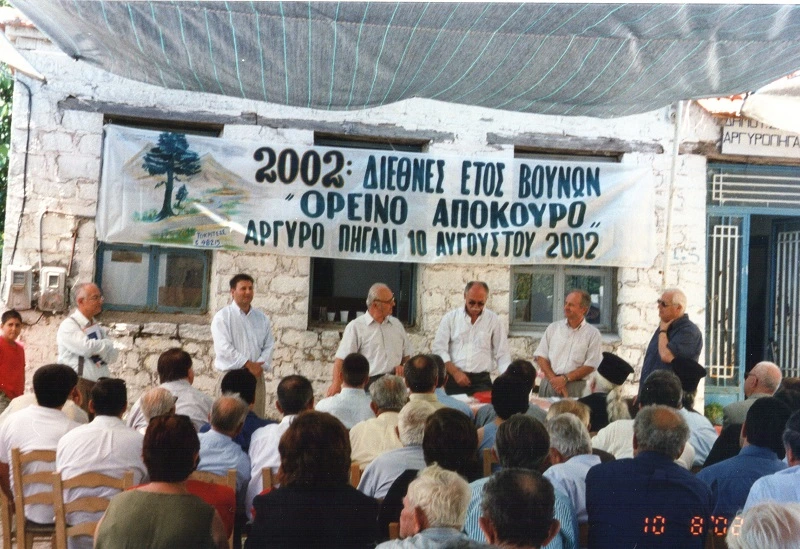 2002: ΔΙΕΘΝΕΣ ΕΤΟΣ ΒΟΥΝΩΝ
"ΟΡΕΙΝΟ ΑΠΟΚΟΥΡΟ"
ΑΡΓΥΡΟ ΠΗΓΑΔΙ 10 ΑΥΓΟΥΣΤΟΥ 2002
ΑΡΓΥΡΟΠΗΓΑ
10 8'02